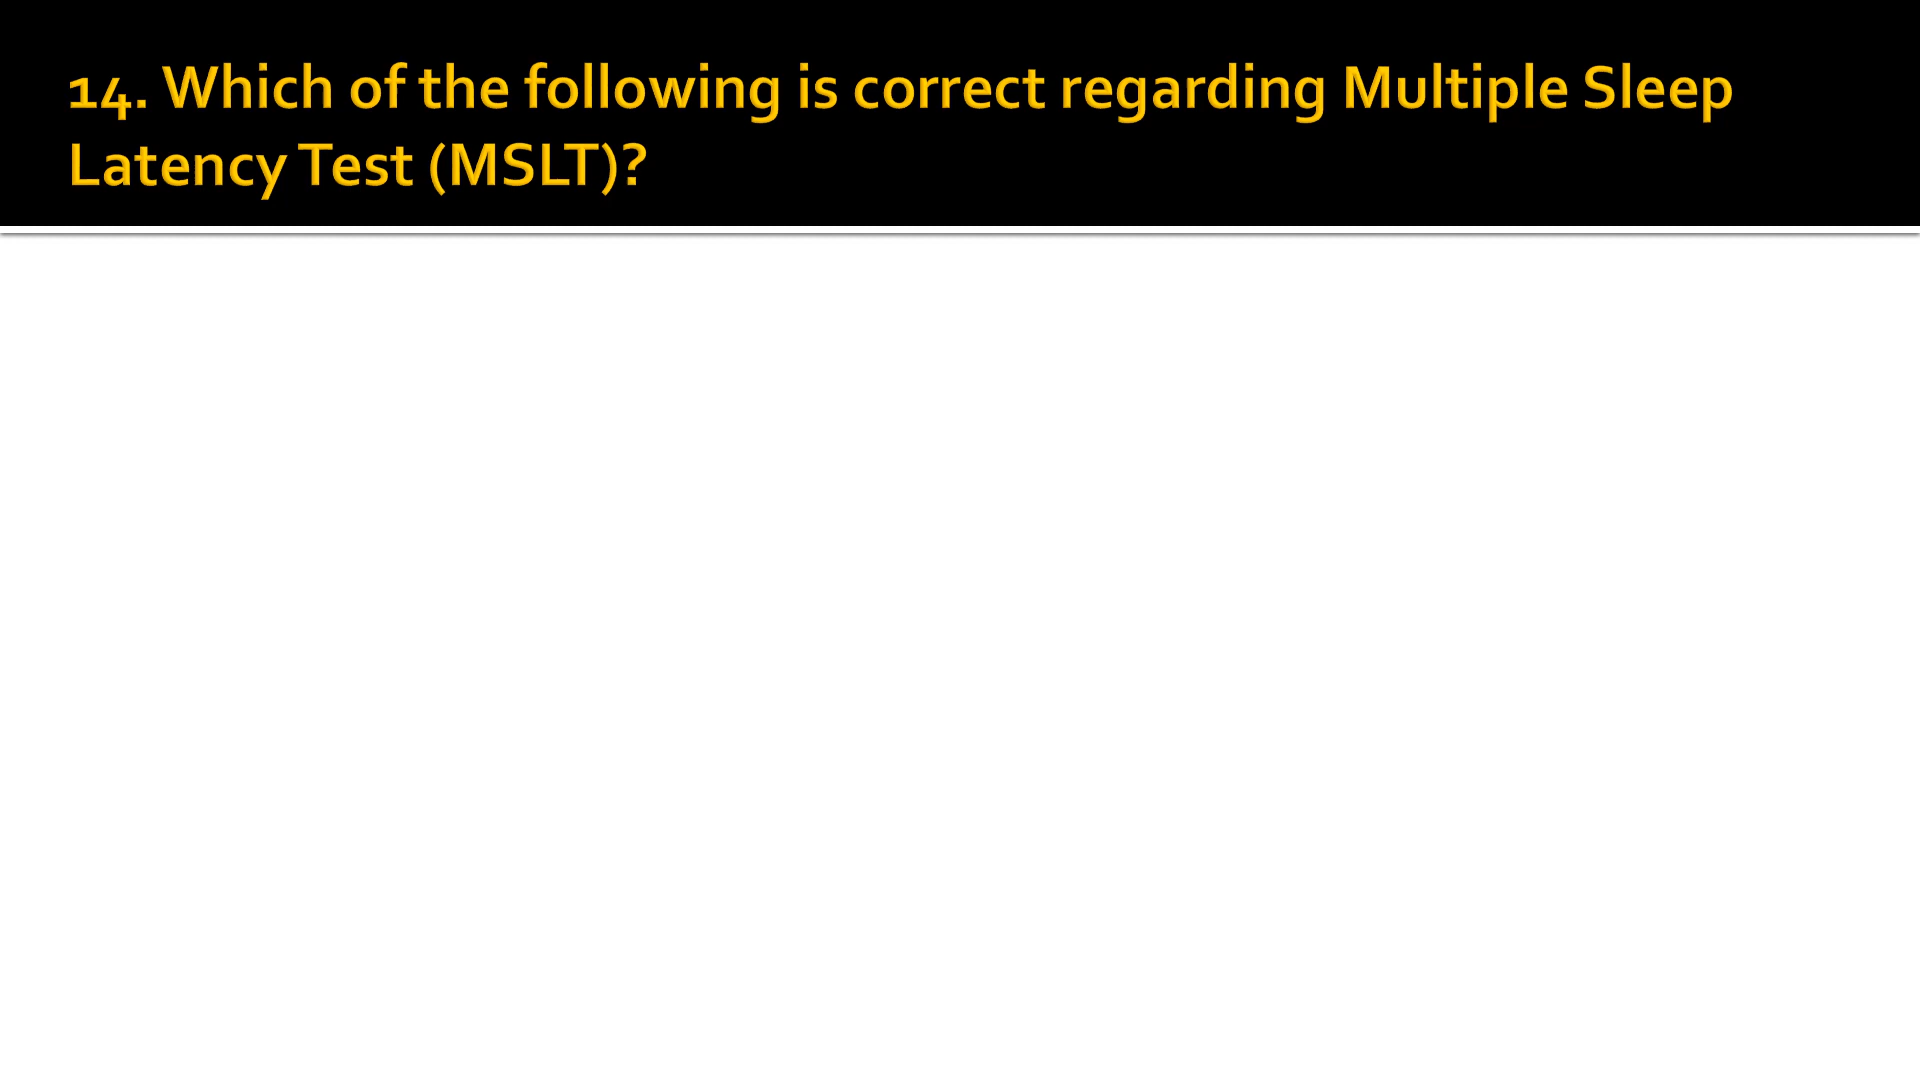 14. Which of the following is correct regarding Multiple Sleep
Latency Test (MSLT)?